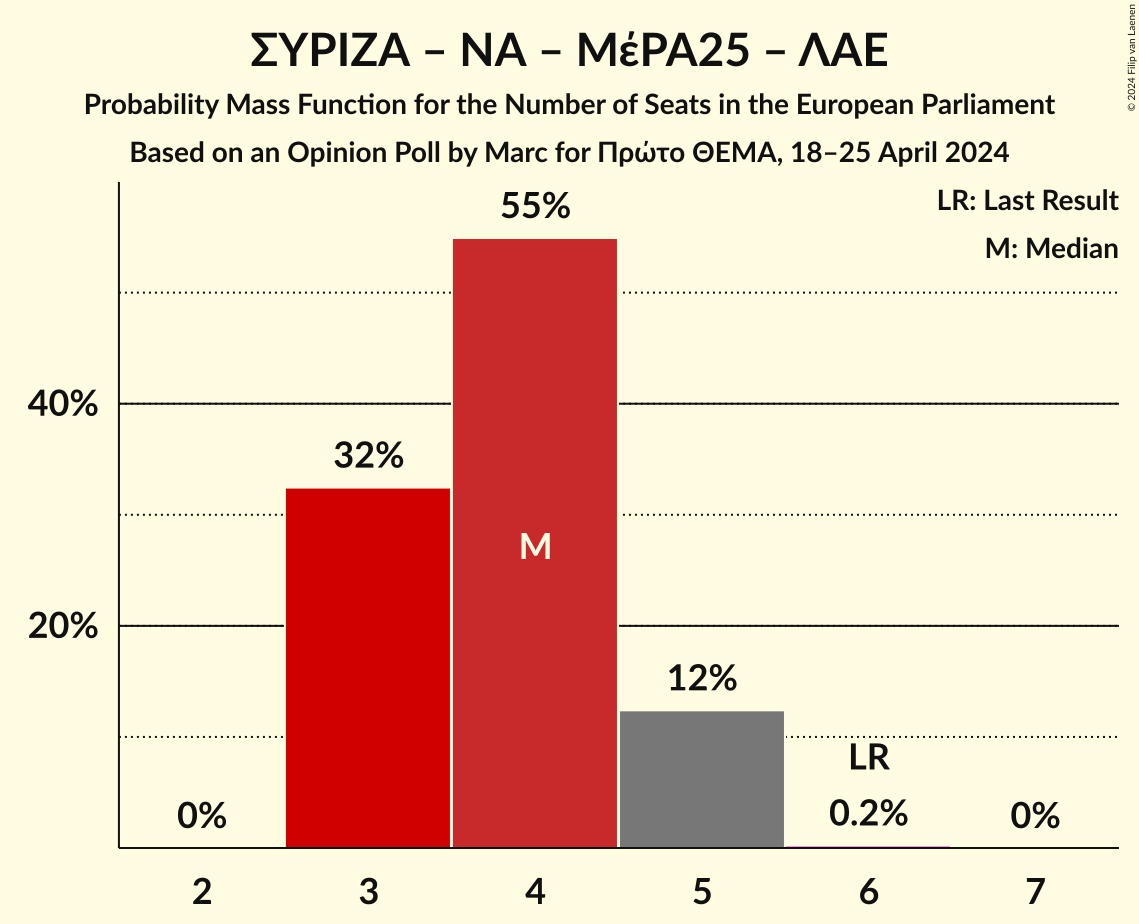 ΣΥΡΙΖΑ – ΝΑ – ΜέΡΑ25 – ΛΑΕ
Probability Mass Function for the Number of Seats in the European Parliament
Based on an Opinion Poll by Marc for Πρώτο ΘΕΜΑ, 18–25 April 2024
© 2024 Filip van Laenen
LR: Last Result
M: Median
55%
40%
32%
M
20%
12%
LR
0%
0.2%
0%
2 3 4 5 6 7